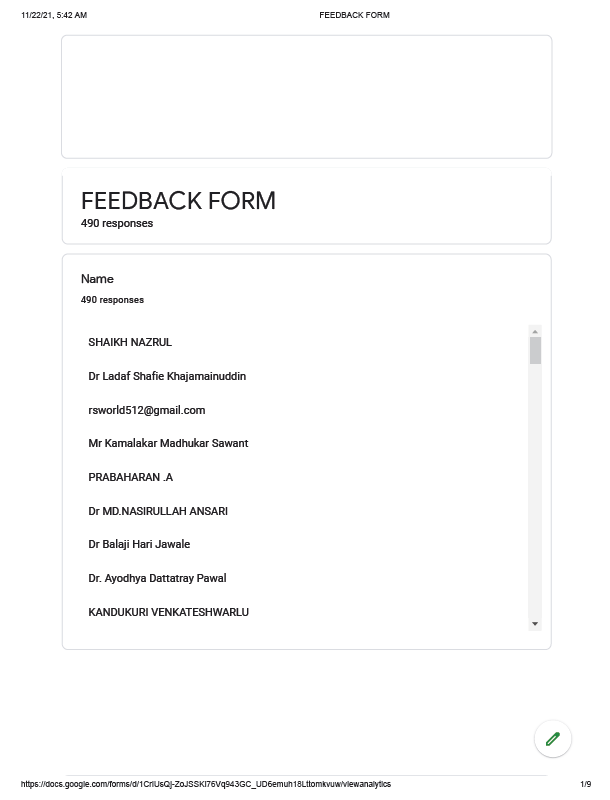 11/22/21, 5:42 AM FEEDBACK FORM
FEEDBACK FORM
490 responses
Name
490 responses
SHAIKH NAZRUL
Dr Ladaf Shafie Khajamainuddin
rsworld512@gmail.com
Mr Kamalakar Madhukar Sawant
PRABAHARAN .A
Dr MD.NASIRULLAH ANSARI
Dr Balaji Hari Jawale
Dr. Ayodhya Dattatray Pawal
KANDUKURI VENKATESHWARLU
https://docs.google.com/forms/d/1CrlUsQj-ZoJSSKl76Vq943GC_UD6emuh18Lttomkvuw/viewanalytics 1/9